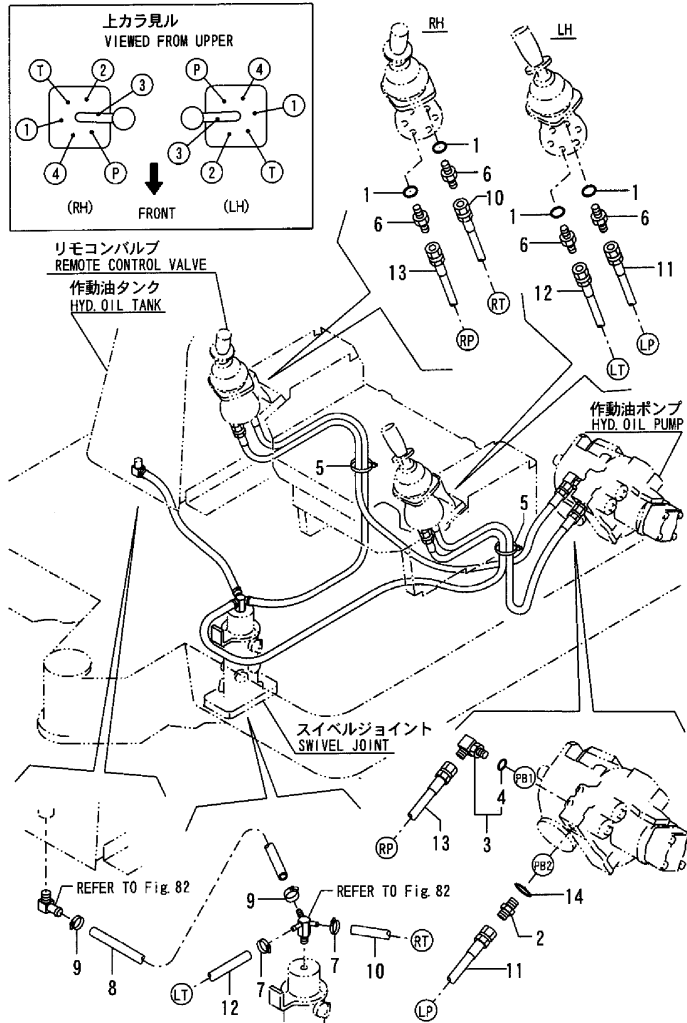 上カラ見ル
VIEWED FROM UPPER
T
2
3
1
4
P
(RH)
P
4
1
3
2
T
(LH)
FRONT
RH
LH
1
6
1
6
10
13
RT
RP
1
1
6
6
11
12
LP
LT
リモコンバルブ
REMOTE CONTROL VALVE
作動油タンク
HYD. OIL TANK
作動油ポンプ
HYD. OIL PUMP
5
5
スイベルジョイント
SWIVEL JOINT
4
PB1
3
13
RP
PB2
14
2
11
LP
REFER TO Fig. 82
9
8
9
REFER TO Fig. 82
7
7
RT
10
12
LT